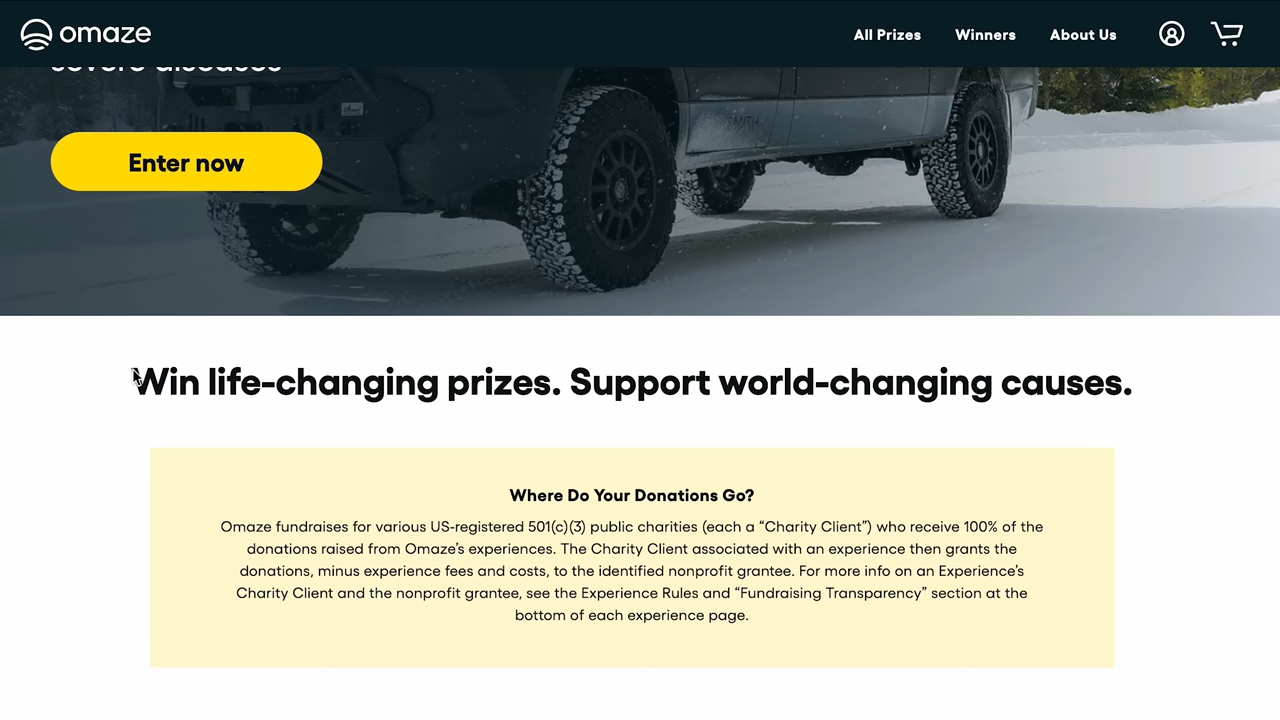 omaze
All Prizes
Winners
About Us
severe diseases
Enter now
Win life-changing prizes. Support world-changing causes.
Where Do Your Donations Go?
Omaze fundraises for various US-registered 501(c)(3) public charities (each a “Charity Client”) who receive 100% of the
donations raised from Omaze’s experiences. The Charity Client associated with an experience then grants the
donations, minus experience fees and costs, to the identified nonprofit grantee. For more info on an Experience’s
Charity Client and the nonprofit grantee, see the Experience Rules and “Fundraising Transparency” section at the
bottom of each experience page.